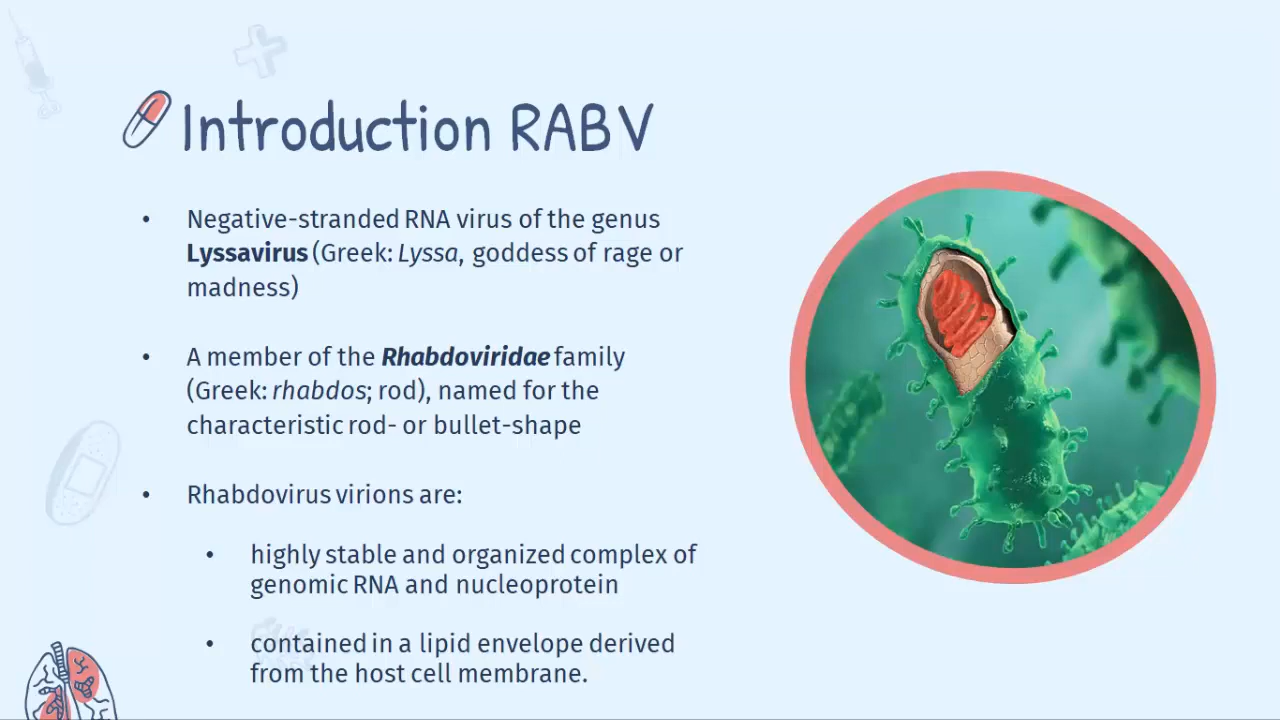 Introduction RABV
• Negative-stranded RNA virus of the genus
Lyssavirus (Greek: Lyssa, goddess of rage or
madness)
• A member of the Rhabdoviridae family
(Greek: rhabdos; rod), named for the
characteristic rod- or bullet-shape
• Rhabdovirus virions are:
• highly stable and organized complex of
genomic RNA and nucleoprotein
• contained in a lipid envelope derived
from the host cell membrane.